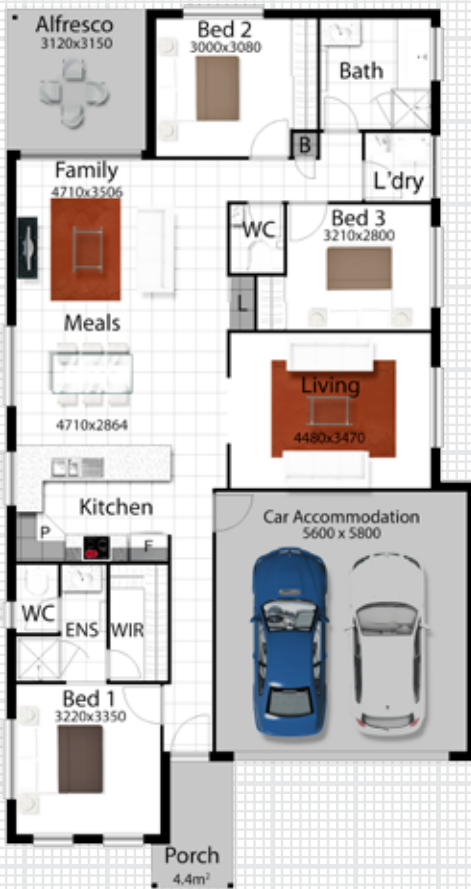 Alfresco
3120x3150
Bed 2
3000x3080
Bath
B
L'dry
Family
4710x3506
WC
Bed 3
3210x2800
L
Meals
4710x2864
Living
4480x3470
Kitchen
P
F
Car Accommodation
5600 x 5800
WC
ENS
WIR
Bed 1
3220x3350
Porch
4.4m²